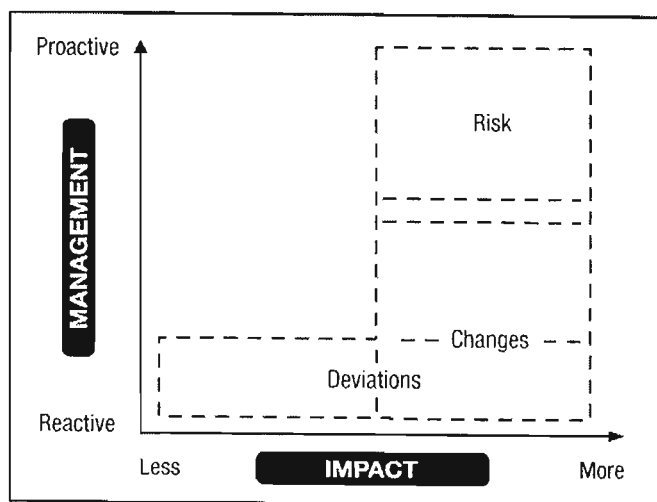 Proactive
Risk
MANAGEMENT
Changes
Deviations
Reactive
Less
IMPACT
More